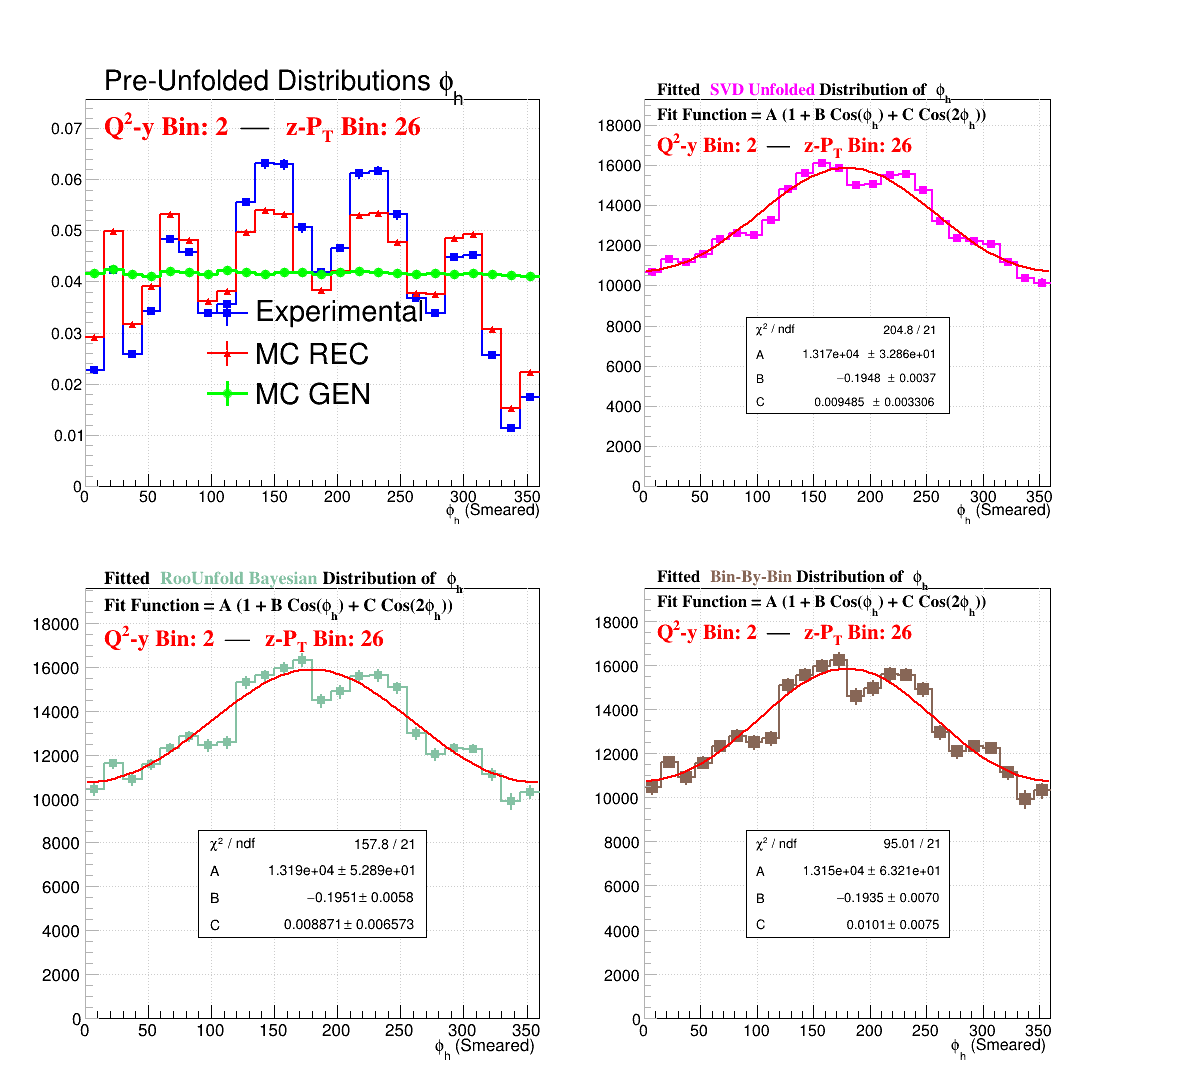 Pre-Unfolded Distributions ϕh
Q²-y Bin: 2 — z-PT Bin: 26
0.07
0.06
0.05
0.04
0.03
0.02
0.01
0
Experimental
MC REC
MC GEN
0 50 100 150 200 250 300 350
ϕh (Smeared)
Fitted SVD Unfolded Distribution of ϕh
Fit Function = A (1 + B Cos(ϕh) + C Cos(2ϕh))
Q²-y Bin: 2 — z-PT Bin: 26
18000
16000
14000
12000
10000
8000
6000
4000
2000
0
χ² / ndf 204.8 / 21
A 1.317e+04 ± 3.286e+01
B −0.1948 ± 0.0037
C 0.009485 ± 0.003306
0 50 100 150 200 250 300 350
ϕh (Smeared)
Fitted RooUnfold Bayesian Distribution of ϕh
Fit Function = A (1 + B Cos(ϕh) + C Cos(2ϕh))
Q²-y Bin: 2 — z-PT Bin: 26
18000
16000
14000
12000
10000
8000
6000
4000
2000
0
χ² / ndf 157.8 / 21
A 1.319e+04 ± 5.289e+01
B −0.1951 ± 0.0058
C 0.008871 ± 0.006573
0 50 100 150 200 250 300 350
ϕh (Smeared)
Fitted Bin-By-Bin Distribution of ϕh
Fit Function = A (1 + B Cos(ϕh) + C Cos(2ϕh))
Q²-y Bin: 2 — z-PT Bin: 26
18000
16000
14000
12000
10000
8000
6000
4000
2000
0
χ² / ndf 95.01 / 21
A 1.315e+04 ± 6.321e+01
B −0.1935 ± 0.0070
C 0.0101 ± 0.0075
0 50 100 150 200 250 300 350
ϕh (Smeared)